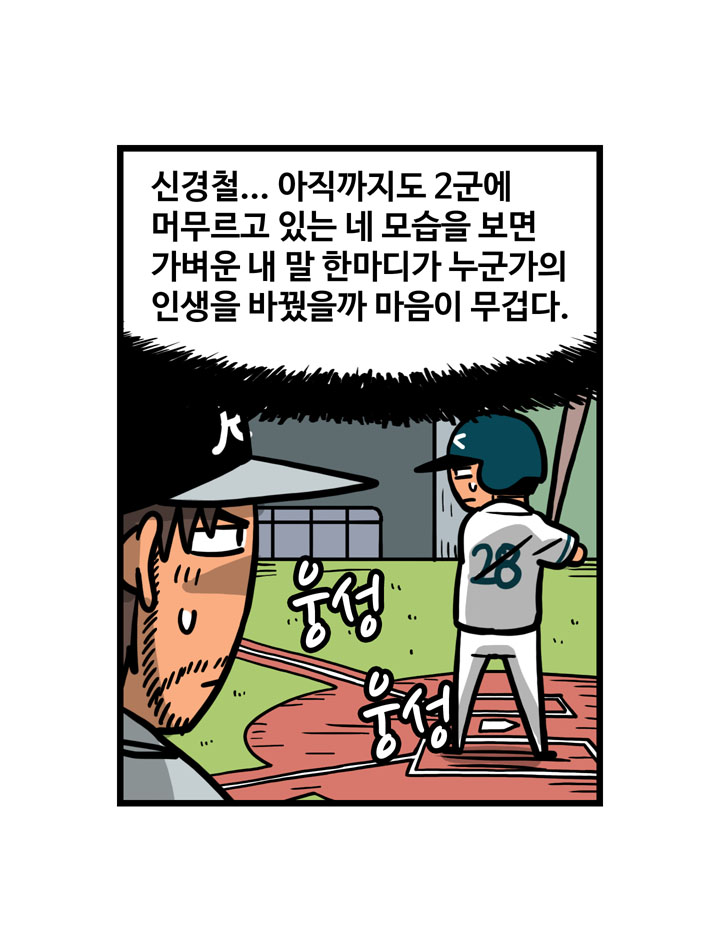 신경철... 아직까지도 2군에
머무르고 있는 네 모습을 보면
가벼운 내 말 한마디가 누군가의
인생을 바꿨을까 마음이 무겁다.
K
28
웅성
웅성